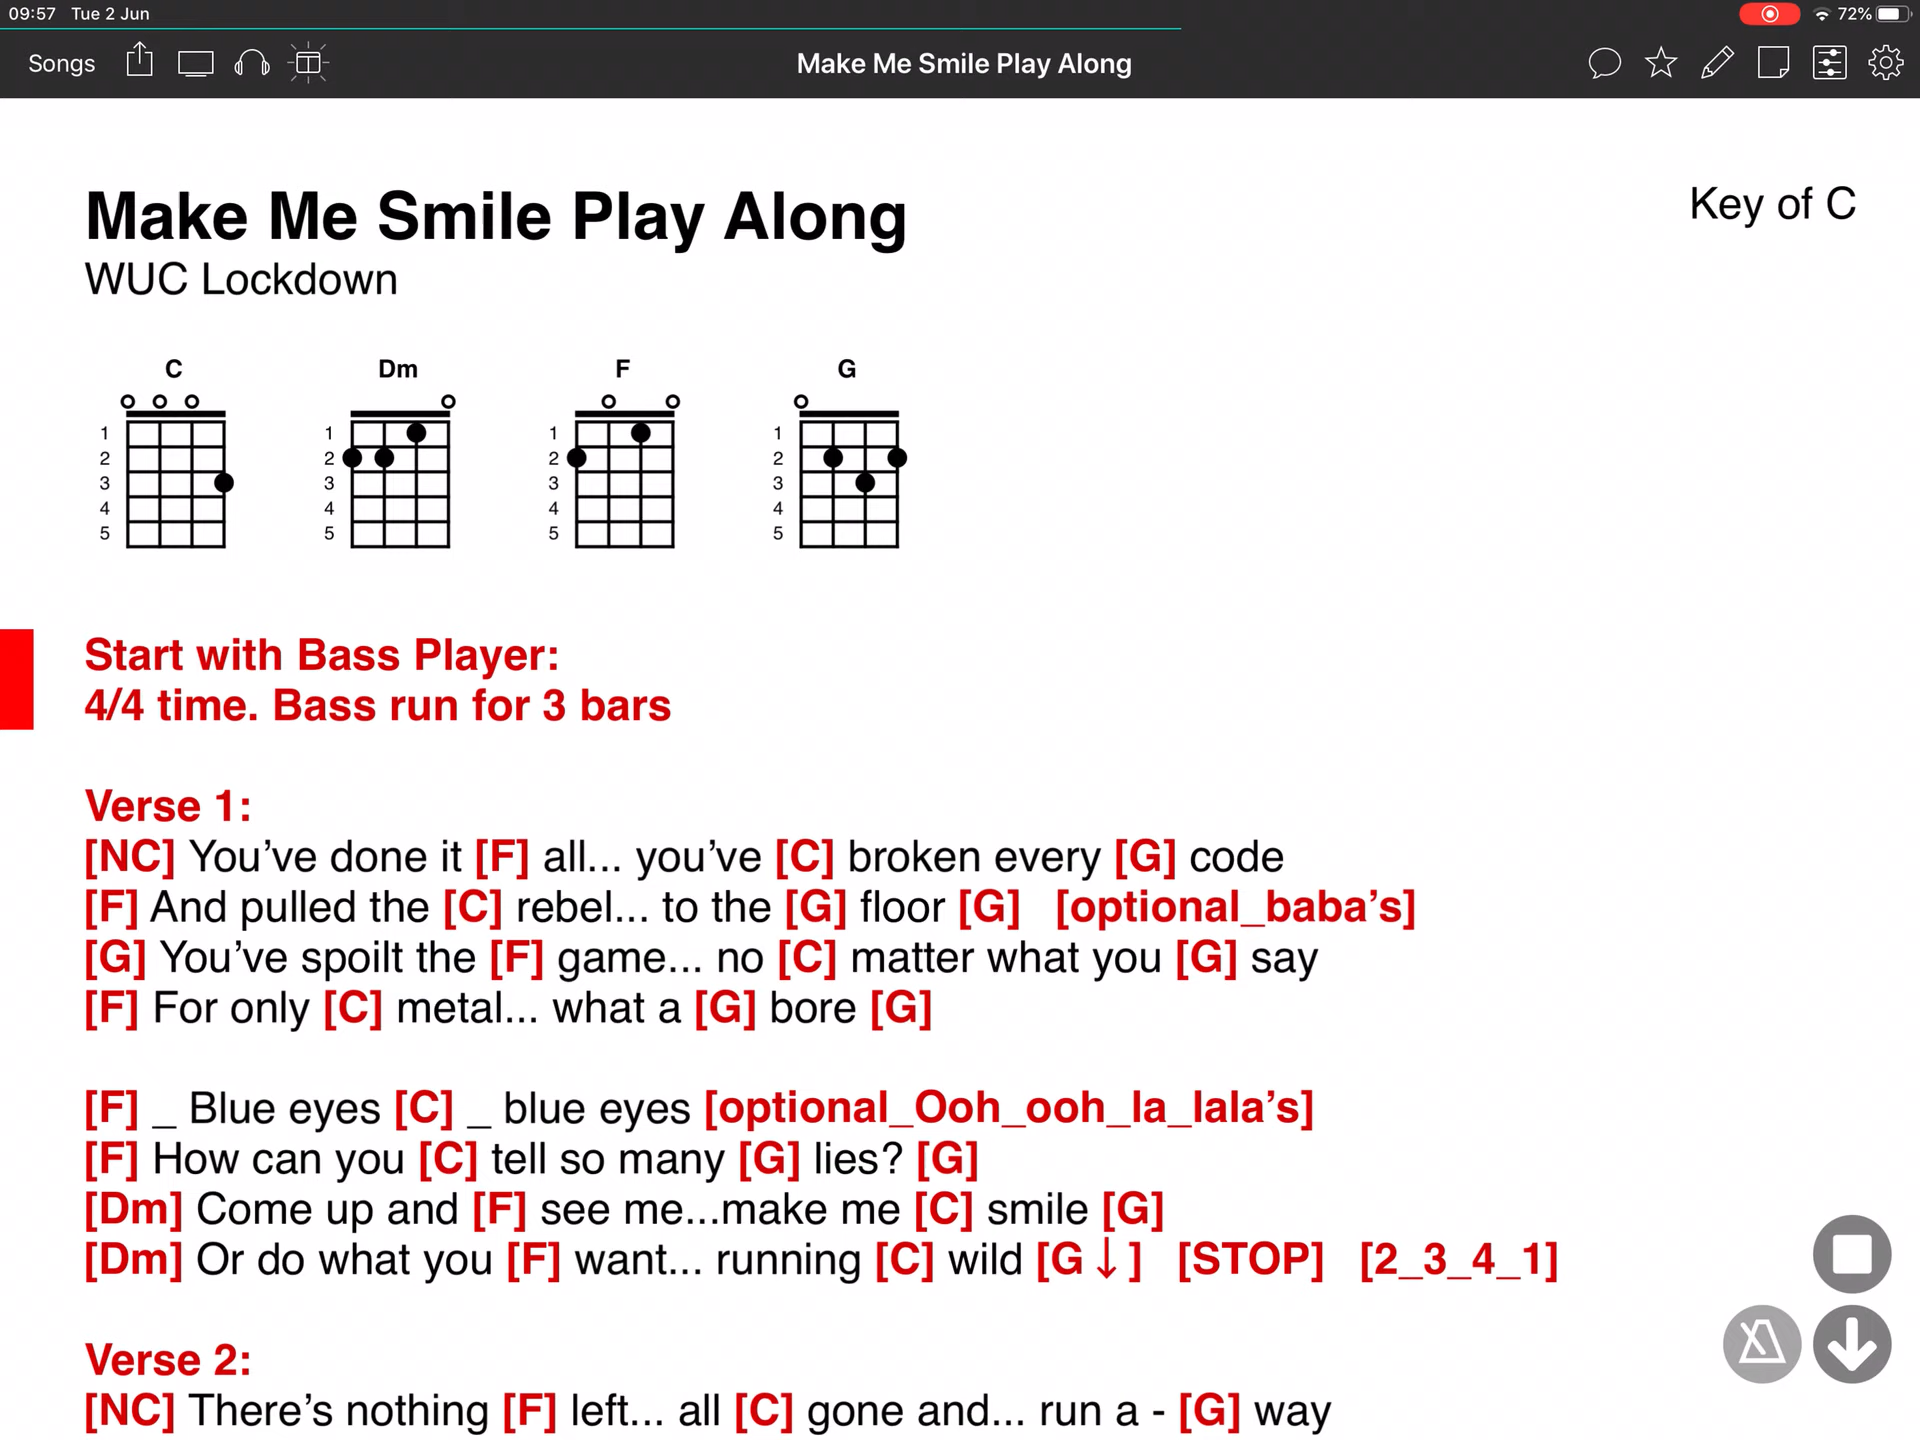 09:57 Tue 2 Jun 72%
Songs Make Me Smile Play Along
Make Me Smile Play Along
Key of C
WUC Lockdown
C Dm F G
1 1 1 1
2 2 2 2
3 3 3 3
4 4 4 4
5 5 5 5
Start with Bass Player:
4/4 time. Bass run for 3 bars
Verse 1:
[NC] You’ve done it [F] all... you’ve [C] broken every [G] code
[F] And pulled the [C] rebel... to the [G] floor [G] [optional_baba’s]
[G] You’ve spoilt the [F] game... no [C] matter what you [G] say
[F] For only [C] metal... what a [G] bore [G]
[F] _ Blue eyes [C] _ blue eyes [optional_Ooh_ooh_la_lala’s]
[F] How can you [C] tell so many [G] lies? [G]
[Dm] Come up and [F] see me...make me [C] smile [G]
[Dm] Or do what you [F] want... running [C] wild [G↓] [STOP] [2_3_4_1]
Verse 2:
[NC] There’s nothing [F] left... all [C] gone and... run a - [G] way